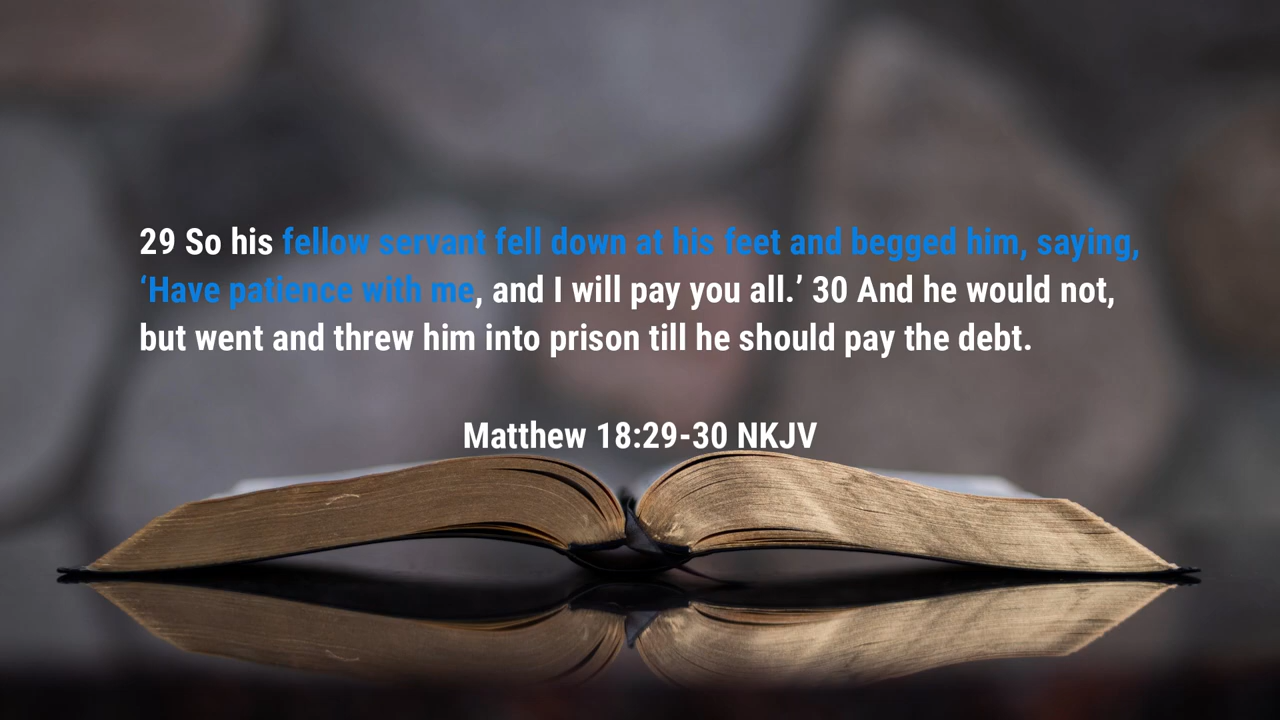 29 So his fellow servant fell down at his feet and begged him, saying,
‘Have patience with me, and I will pay you all.’ 30 And he would not,
but went and threw him into prison till he should pay the debt.
Matthew 18:29-30 NKJV